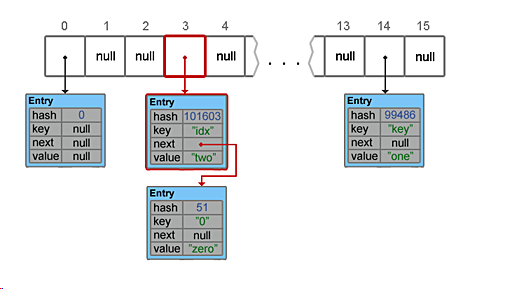 0 1 2 3 4 13 14 15
null null null . . . null null
Entry
hash 0
key null
next null
value null
Entry
hash 101603
key "idx"
next
value "two"
Entry
hash 99486
key "key"
next null
value "one"
Entry
hash 51
key "0"
next null
value "zero"